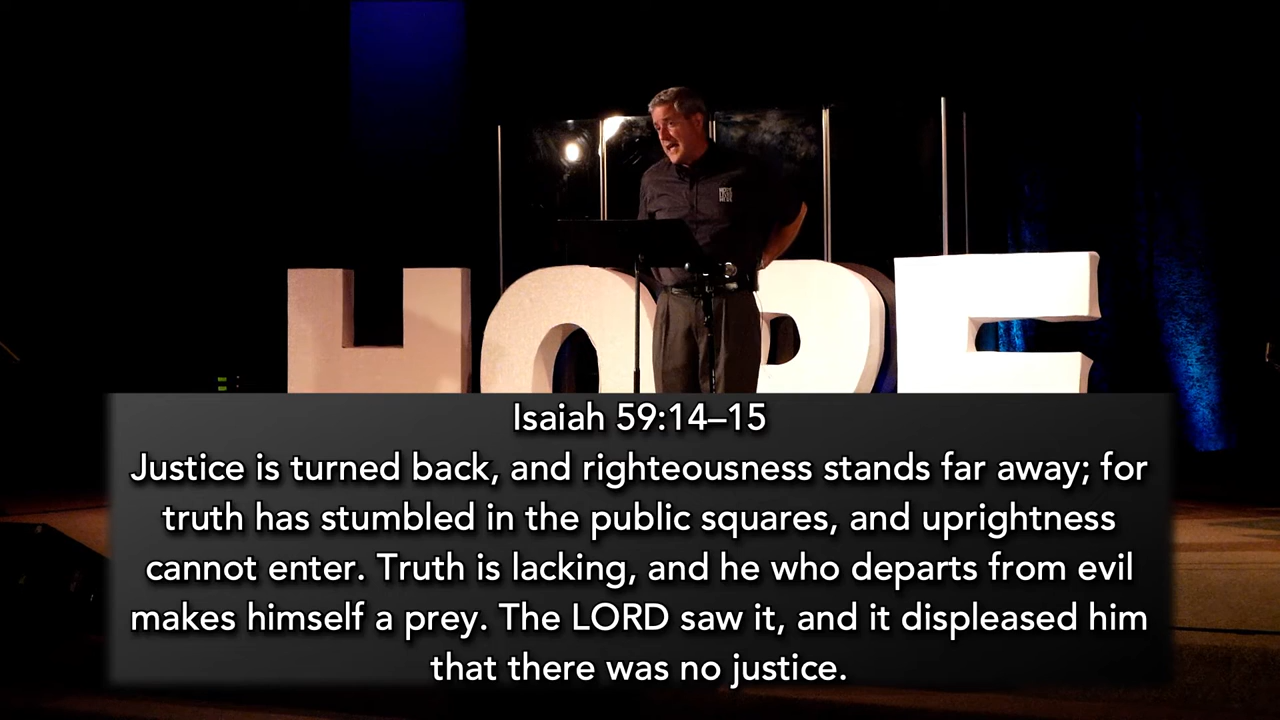 HOPE
Isaiah 59:14–15
Justice is turned back, and righteousness stands far away; for
truth has stumbled in the public squares, and uprightness
cannot enter. Truth is lacking, and he who departs from evil
makes himself a prey. The LORD saw it, and it displeased him
that there was no justice.